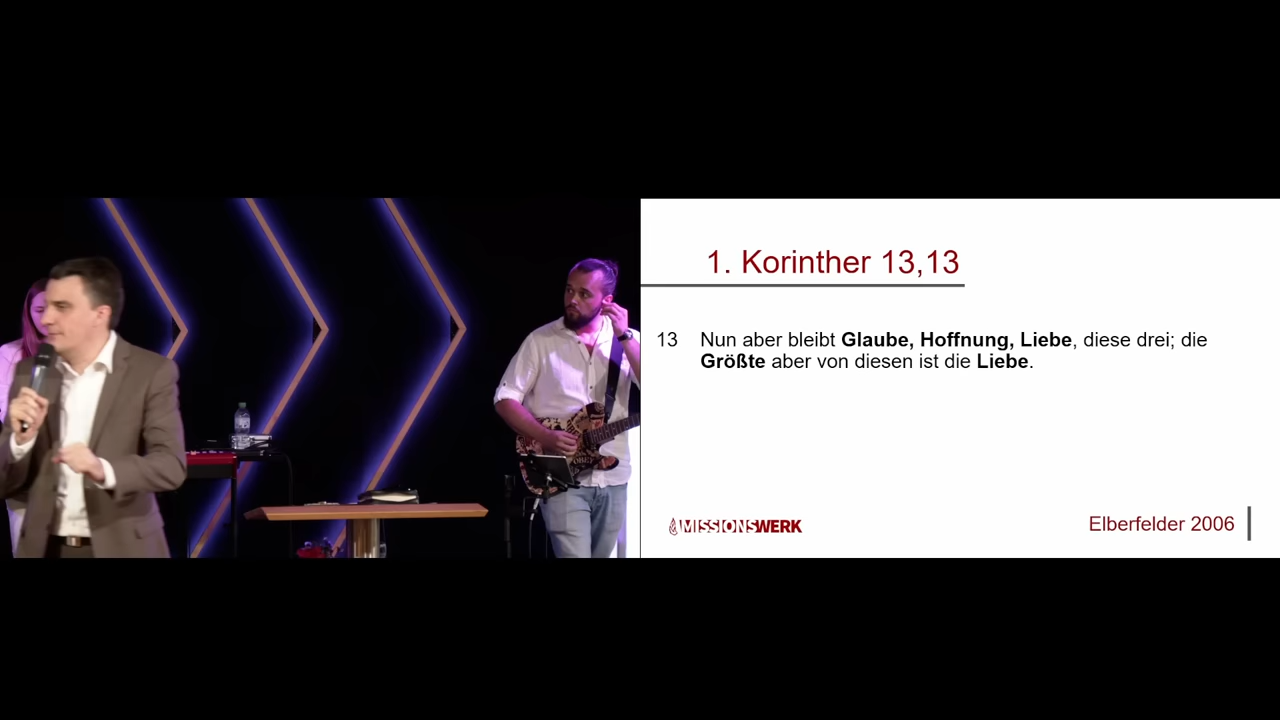 1. Korinther 13,13
13 Nun aber bleibt Glaube, Hoffnung, Liebe, diese drei; die
Größte aber von diesen ist die Liebe.
MISSIONSWERK
Elberfelder 2006